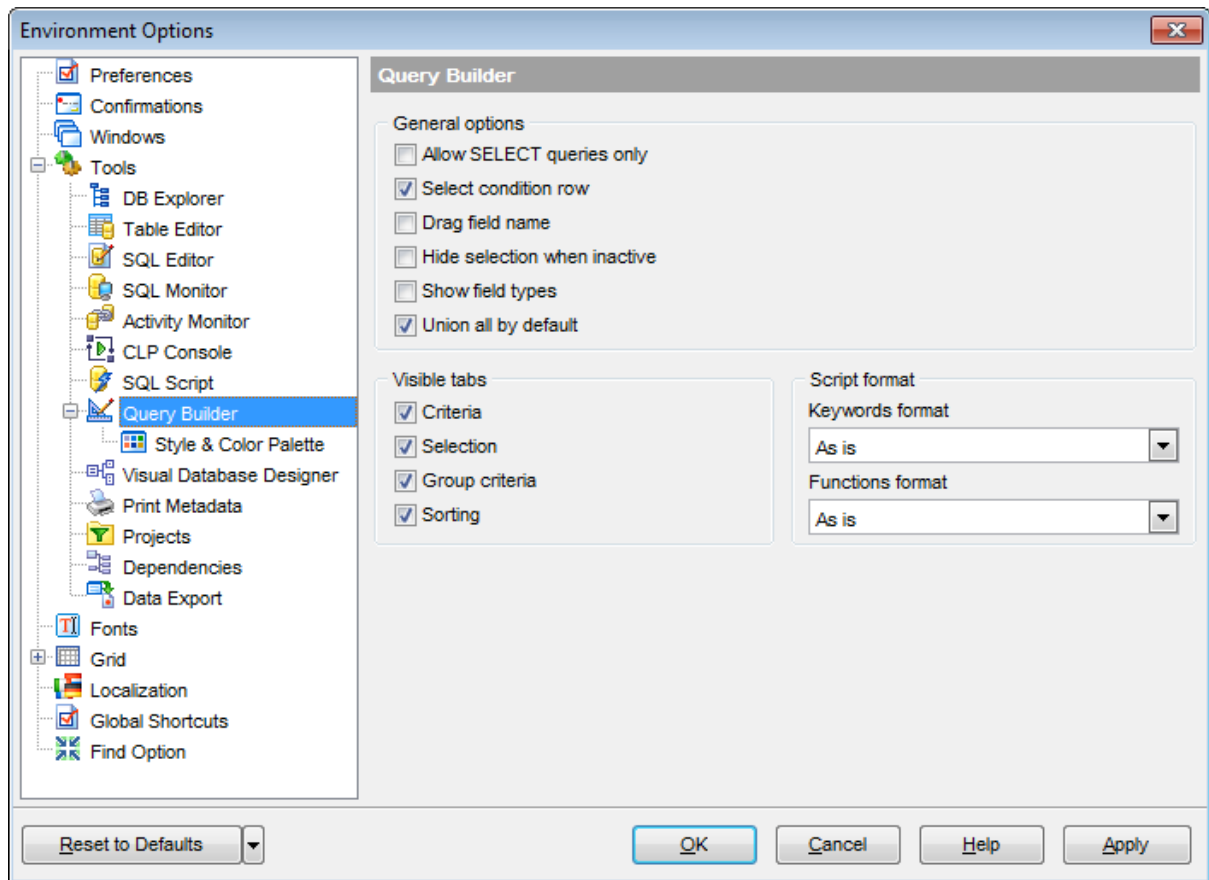 Environment Options
Preferences
Confirmations
Windows
Tools
DB Explorer
Table Editor
SQL Editor
SQL Monitor
Activity Monitor
CLP Console
SQL Script
Query Builder
Style & Color Palette
Visual Database Designer
Print Metadata
Projects
Dependencies
Data Export
Fonts
Grid
Localization
Global Shortcuts
Find Option
Query Builder
General options
Allow SELECT queries only
Select condition row
Drag field name
Hide selection when inactive
Show field types
Union all by default
Visible tabs
Criteria
Selection
Group criteria
Sorting
Script format
Keywords format
As is
Functions format
As is
Reset to Defaults
OK
Cancel
Help
Apply